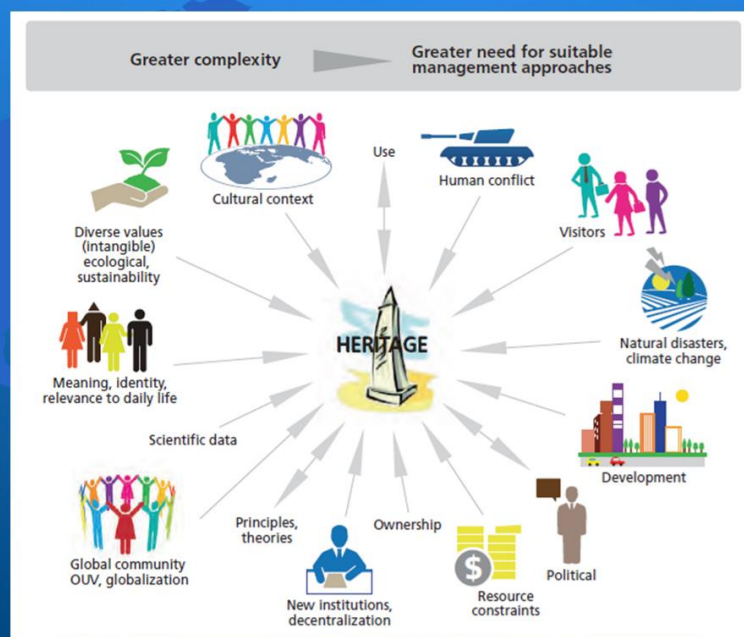 Greater complexity
Greater need for suitable
management approaches
Cultural context
Use
Human conflict
Visitors
Diverse values
(intangible)
ecological,
sustainability
Natural disasters,
climate change
HERITAGE
Meaning, identity,
relevance to daily life
Scientific data
Development
Global community
OUV, globalization
Principles,
theories
New institutions,
decentralization
Ownership
$
Resource
constraints
Political